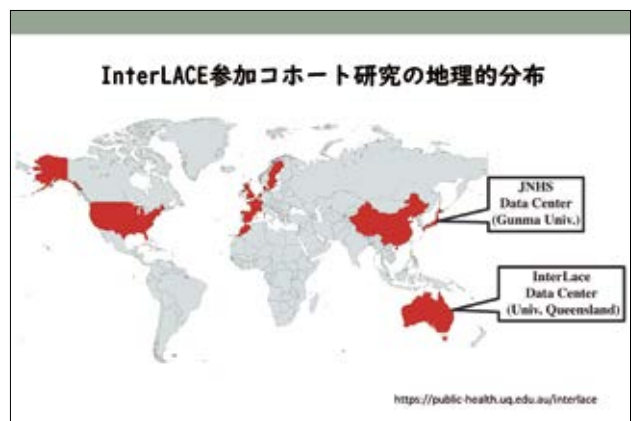 InterLACE参加コホート研究の地理的分布
JNHS
Data Center
(Gunma Univ.)
InterLace
Data Center
(Univ. Queensland)
https://public-health.uq.edu.au/interlace